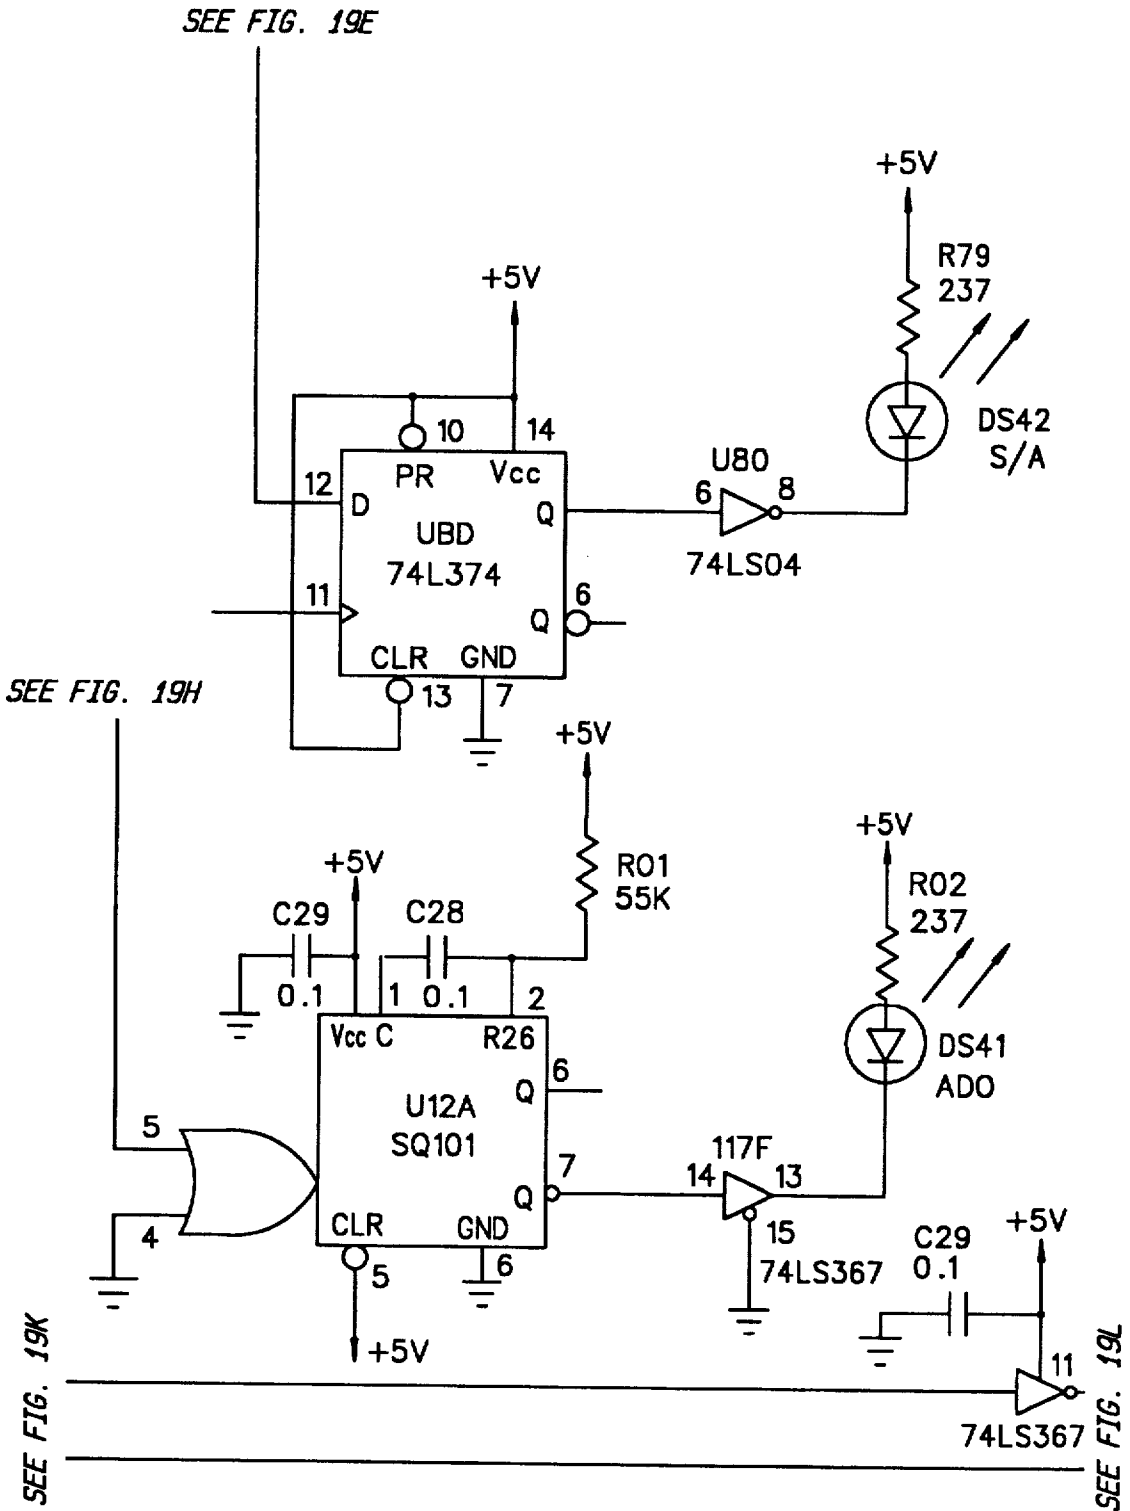 SEE FIG. 19E
+5V
R79
237
+5V
DS42
S/A
10
14
PR
Vcc
U80
12
D
Q
6
8
UBD
74L374
74LS04
11
6
Q
CLR
GND
13
7
SEE FIG. 19H
+5V
+5V
R01
55K
+5V
R02
237
C29
C28
0.1
1
0.1
2
Vcc
C
R26
DS41
ADO
6
Q
U12A
SQ101
5
117F
7
14
13
Q
4
CLR
GND
15
5
6
74LS367
+5V
C29
0.1
+5V
11
74LS367
SEE FIG. 19K
SEE FIG. 19L